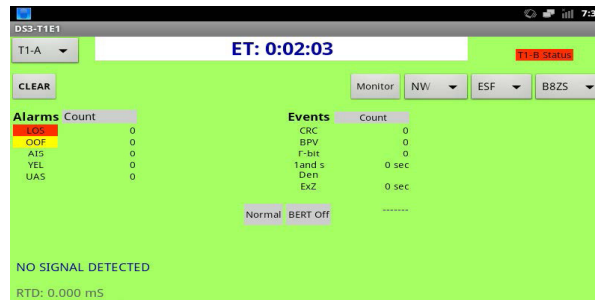 7:3
DS3-T1E1
T1-A
ET: 0:02:03
T1-B Status
CLEAR
Monitor NW ESF B8ZS
Alarms Count
LOS 0
OOF 0
AIS 0
YEL 0
UAS 0
Events Count
CRC 0
BPV 0
F-bit 0
1and s 0 sec
Den
ExZ 0 sec
Normal BERT Off -------
NO SIGNAL DETECTED
RTD: 0.000 mS